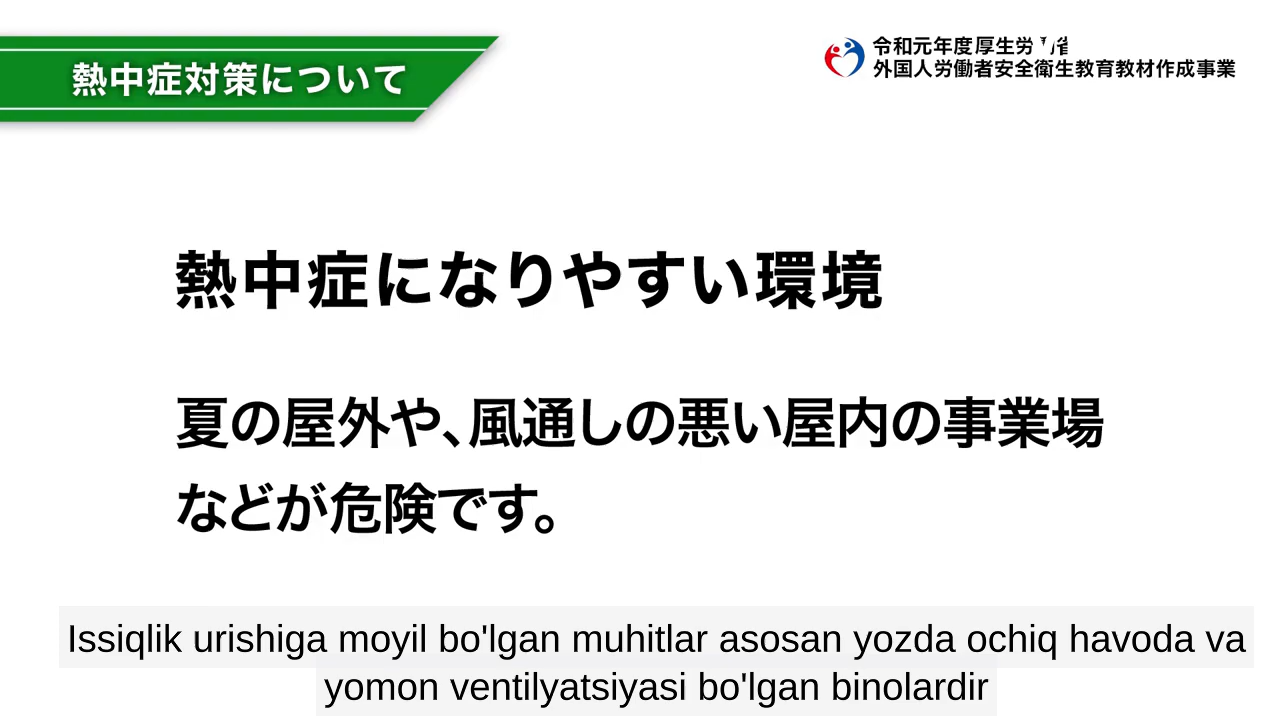 熱中症対策について
令和元年度厚生労
外国人労働者安全衛生教育教材作成事業
熱中症になりやすい環境
夏の屋外や、風通しの悪い屋内の事業場
などが危険です。
Issiqlik urishiga moyil bo'lgan muhitlar asosan yozda ochiq havoda va
yomon ventilyatsiyasi bo'lgan binolardir